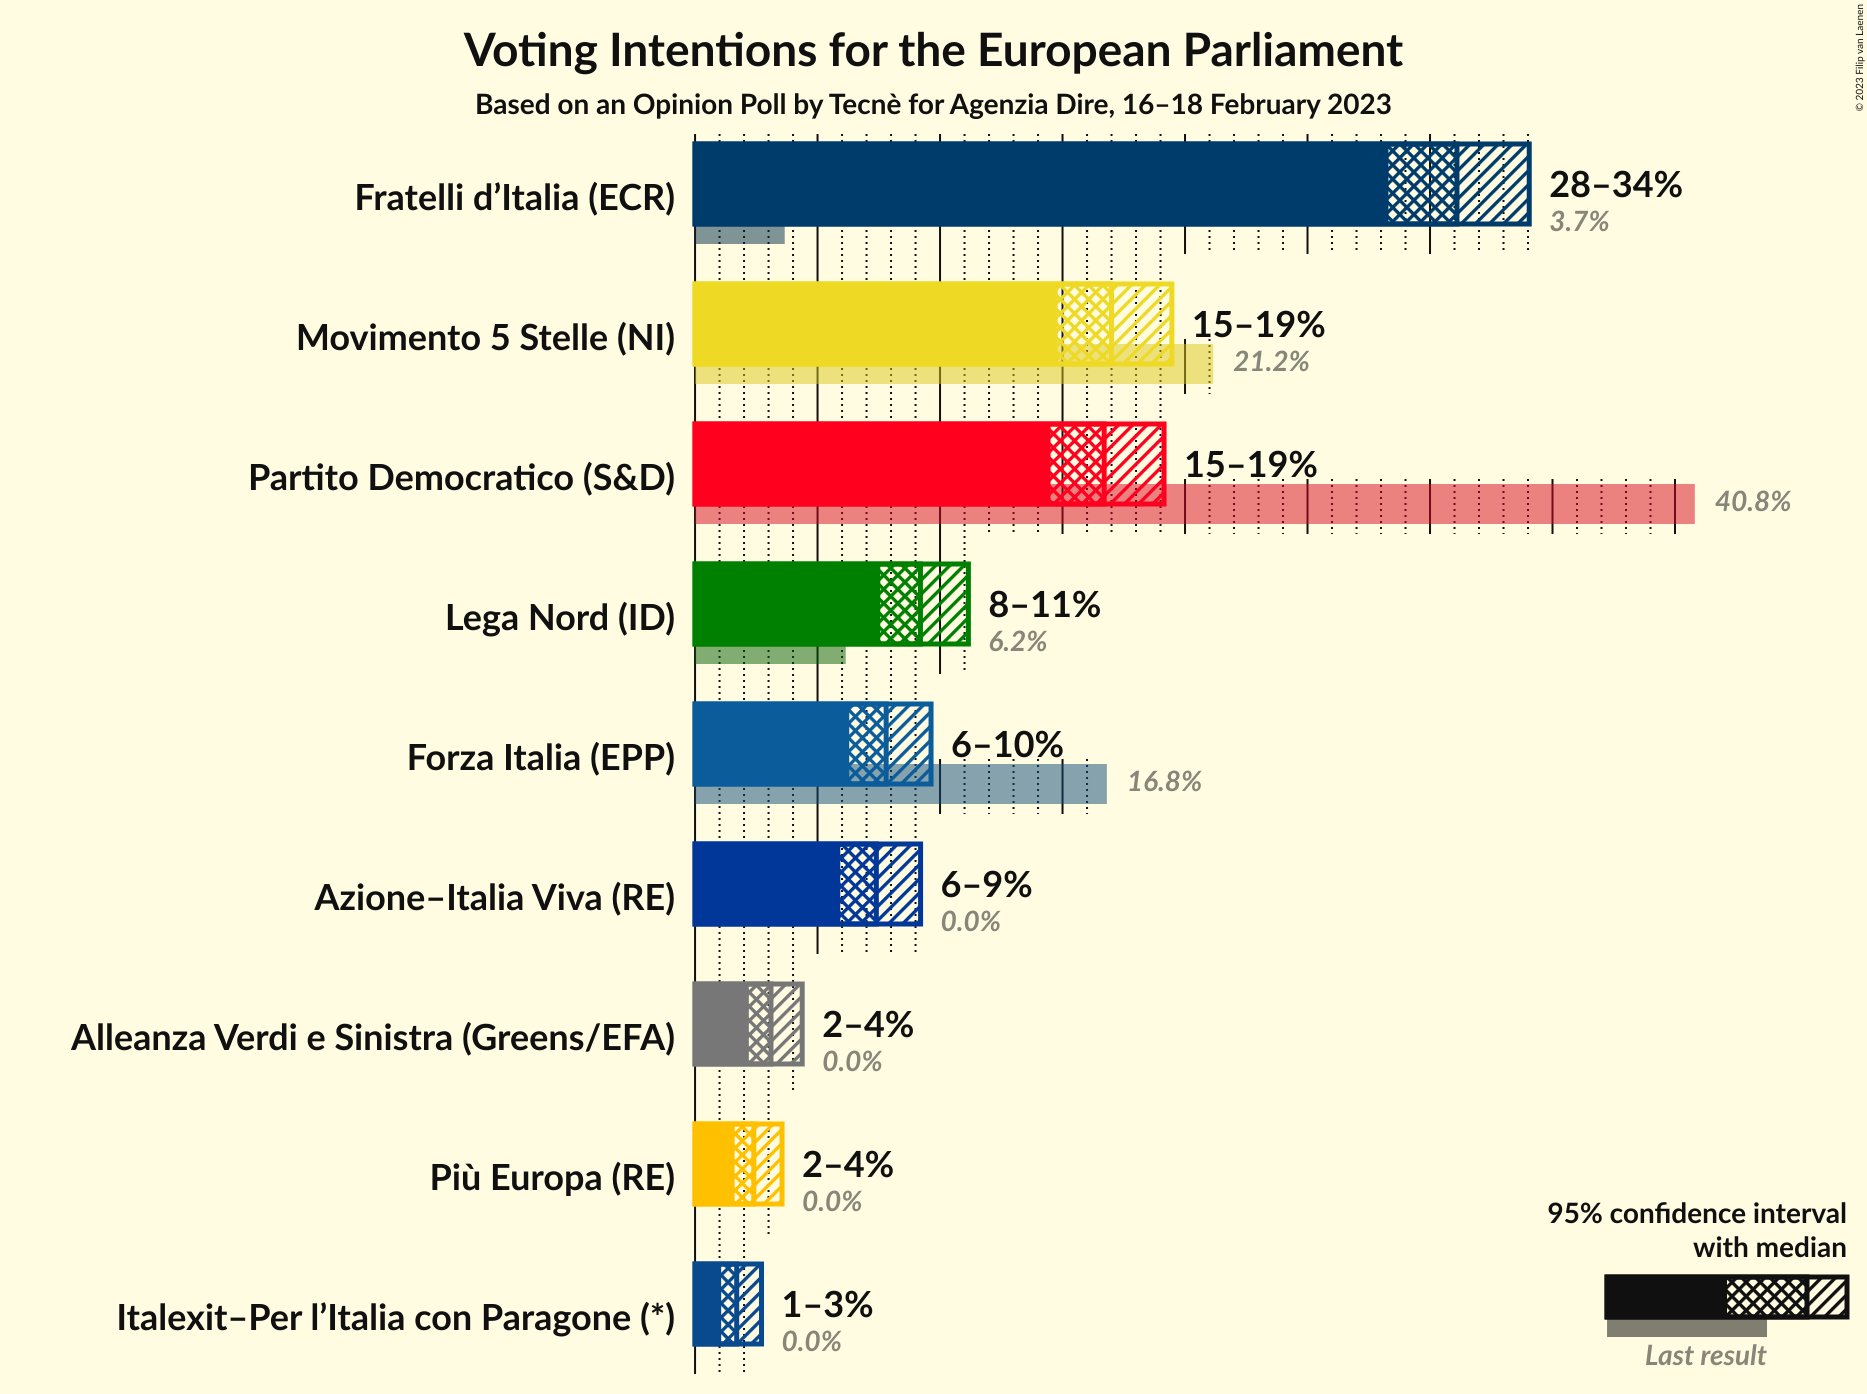 Voting Intentions for the European Parliament
Based on an Opinion Poll by Tecnè for Agenzia Dire, 16–18 February 2023
© 2023 Filip van Laenen
Fratelli d’Italia (ECR)
28–34%
3.7%
Movimento 5 Stelle (NI)
15–19%
21.2%
Partito Democratico (S&D)
15–19%
40.8%
Lega Nord (ID)
8–11%
6.2%
Forza Italia (EPP)
6–10%
16.8%
Azione–Italia Viva (RE)
6–9%
0.0%
Alleanza Verdi e Sinistra (Greens/EFA)
2–4%
0.0%
Più Europa (RE)
2–4%
0.0%
Italexit–Per l’Italia con Paragone (*)
1–3%
0.0%
95% confidence interval
with median
Last result